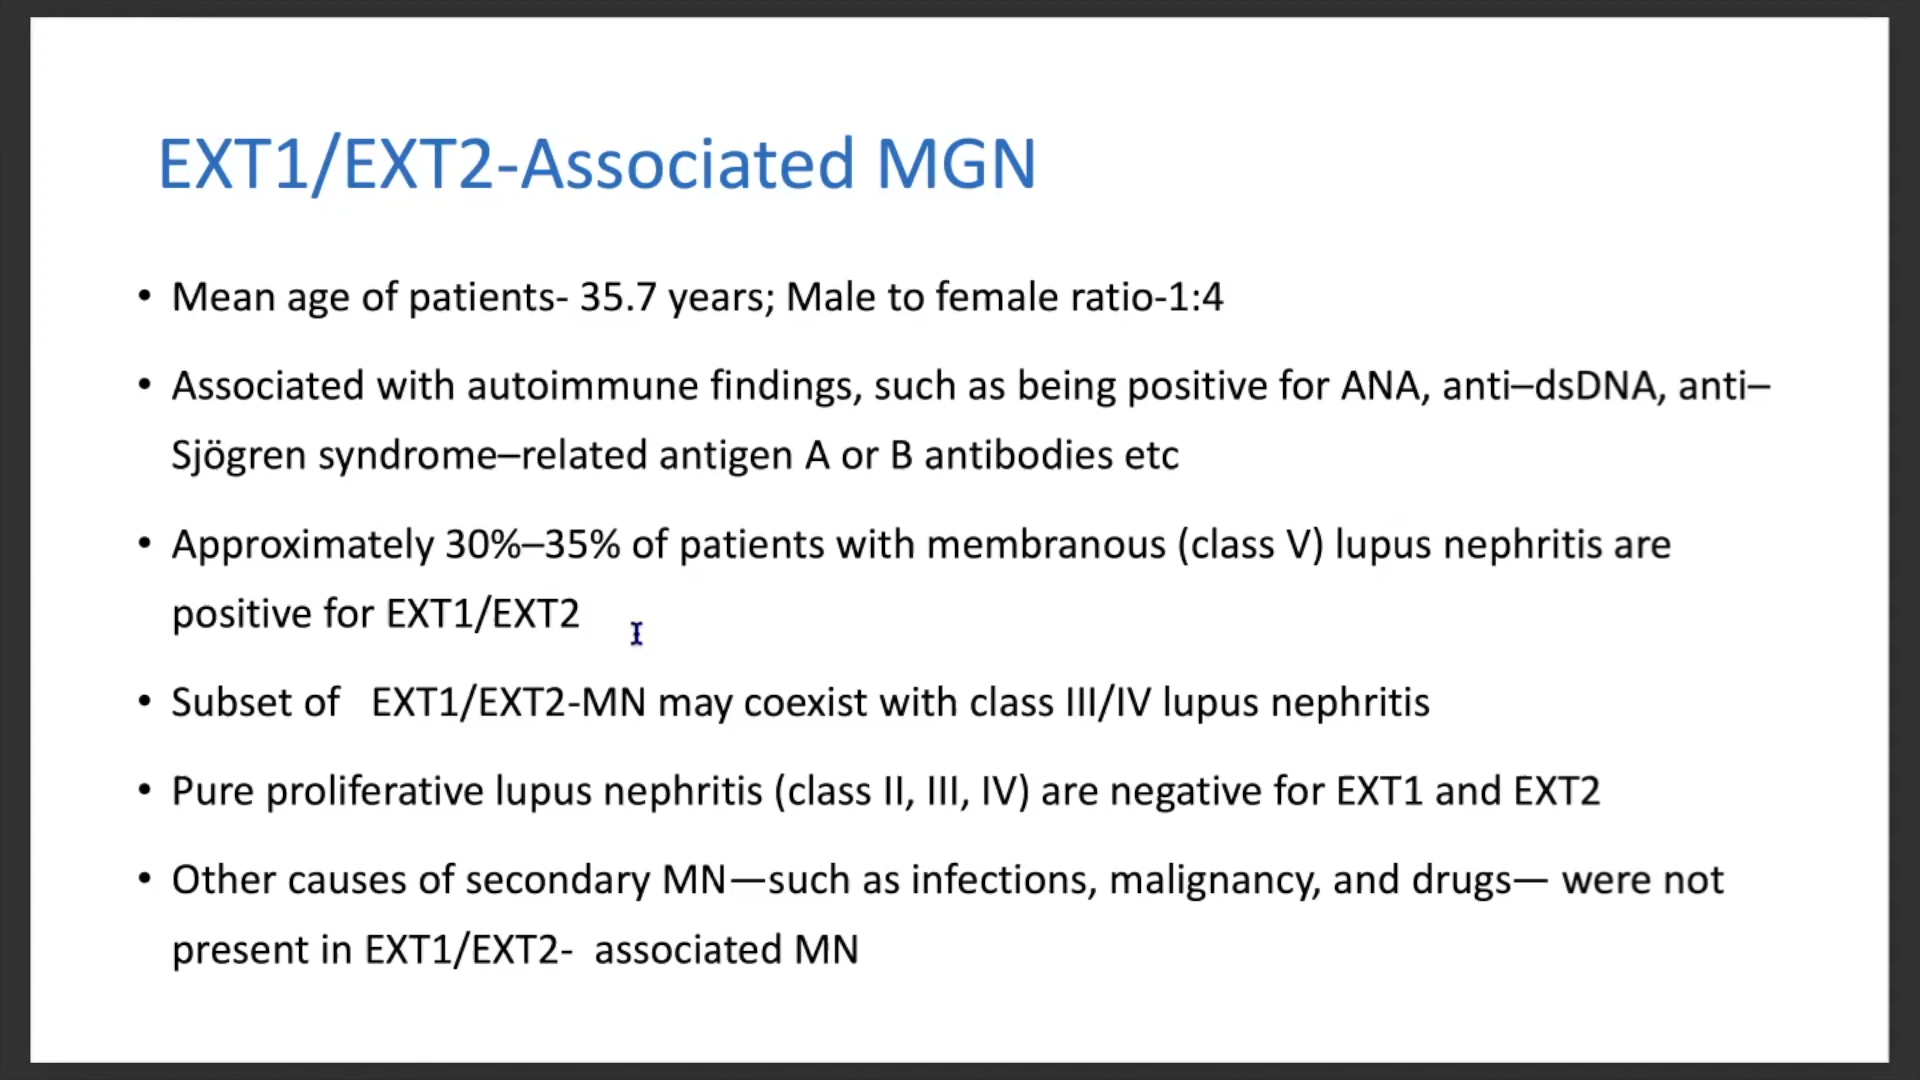 EXT1/EXT2-Associated MGN
• Mean age of patients- 35.7 years; Male to female ratio-1:4
• Associated with autoimmune findings, such as being positive for ANA, anti–dsDNA, anti–
Sjögren syndrome–related antigen A or B antibodies etc
• Approximately 30%–35% of patients with membranous (class V) lupus nephritis are
positive for EXT1/EXT2
• Subset of   EXT1/EXT2-MN may coexist with class III/IV lupus nephritis
• Pure proliferative lupus nephritis (class II, III, IV) are negative for EXT1 and EXT2
• Other causes of secondary MN—such as infections, malignancy, and drugs— were not
present in EXT1/EXT2-  associated MN